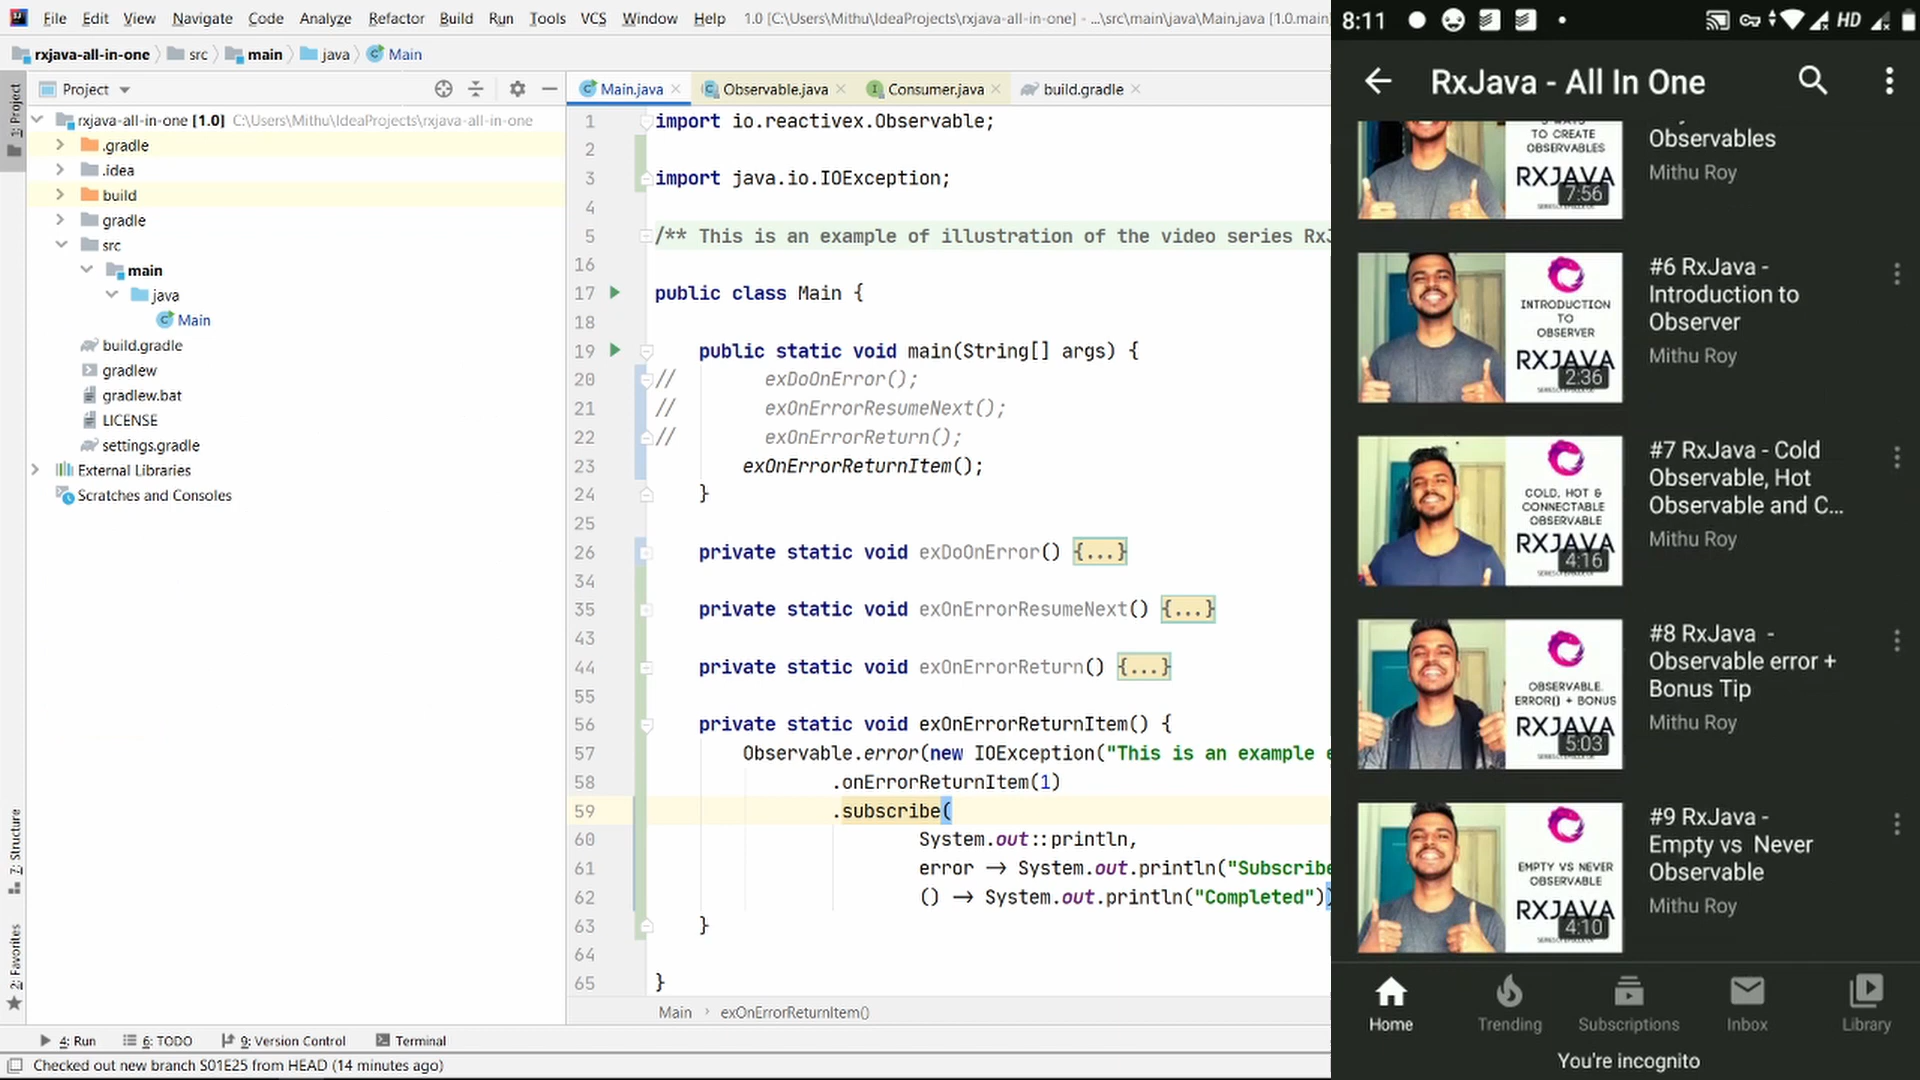 File Edit View Navigate Code Analyze Refactor Build Run Tools VCS Window Help 1.0 [C:\Users\Mithu\IdeaProjects\rxjava-all-in-one] - ...\src\main\java\Main.java [1.0.main]
rxjava-all-in-one src main java Main
1: Project
7: Structure
2: Favorites
Project
rxjava-all-in-one [1.0] C:\Users\Mithu\IdeaProjects\rxjava-all-in-one
.gradle
.idea
build
gradle
src
main
java
Main
build.gradle
gradlew
gradlew.bat
LICENSE
settings.gradle
External Libraries
Scratches and Consoles
Main.java Observable.java Consumer.java build.gradle
1 import io.reactivex.Observable;
2
3 import java.io.IOException;
4
5 /** This is an example of illustration of the video series RxJ
16
17 public class Main {
18
19 public static void main(String[] args) {
20 // exDoOnError();
21 // exOnErrorResumeNext();
22 // exOnErrorReturn();
23 exOnErrorReturnItem();
24 }
25
26 private static void exDoOnError() {...}
34
35 private static void exOnErrorResumeNext() {...}
43
44 private static void exOnErrorReturn() {...}
55
56 private static void exOnErrorReturnItem() {
57 Observable.error(new IOException("This is an example e
58 .onErrorReturnItem(1)
59 .subscribe(
60 System.out::println,
61 error -> System.out.println("Subscribe
62 () -> System.out.println("Completed")
63 }
64
65 }
Main › exOnErrorReturnItem()
4: Run 6: TODO 9: Version Control Terminal
Checked out new branch S01E25 from HEAD (14 minutes ago)
8:11 HD
RxJava - All In One
TO CREATE
OBSERVABLES
RXJAVA
7:56
Observables
Mithu Roy
INTRODUCTION
TO
OBSERVER
RXJAVA
2:36
#6 RxJava -
Introduction to
Observer
Mithu Roy
COLD, HOT &
CONNECTABLE
OBSERVABLE
RXJAVA
4:16
#7 RxJava - Cold
Observable, Hot
Observable and C...
Mithu Roy
OBSERVABLE.
ERROR() + BONUS
RXJAVA
5:03
#8 RxJava -
Observable error +
Bonus Tip
Mithu Roy
EMPTY VS NEVER
OBSERVABLE
RXJAVA
4:10
#9 RxJava -
Empty vs Never
Observable
Mithu Roy
Home Trending Subscriptions Inbox Library
You're incognito